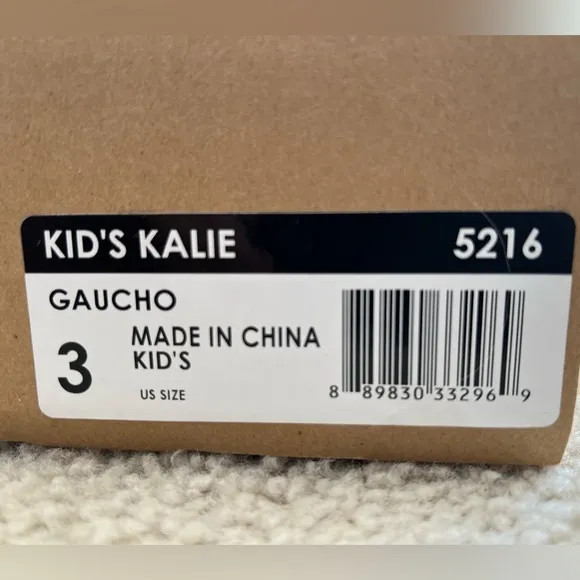 KID'S KALIE 5216
GAUCHO
3
MADE IN CHINA
KID'S
US SIZE
8 89830 33296 9